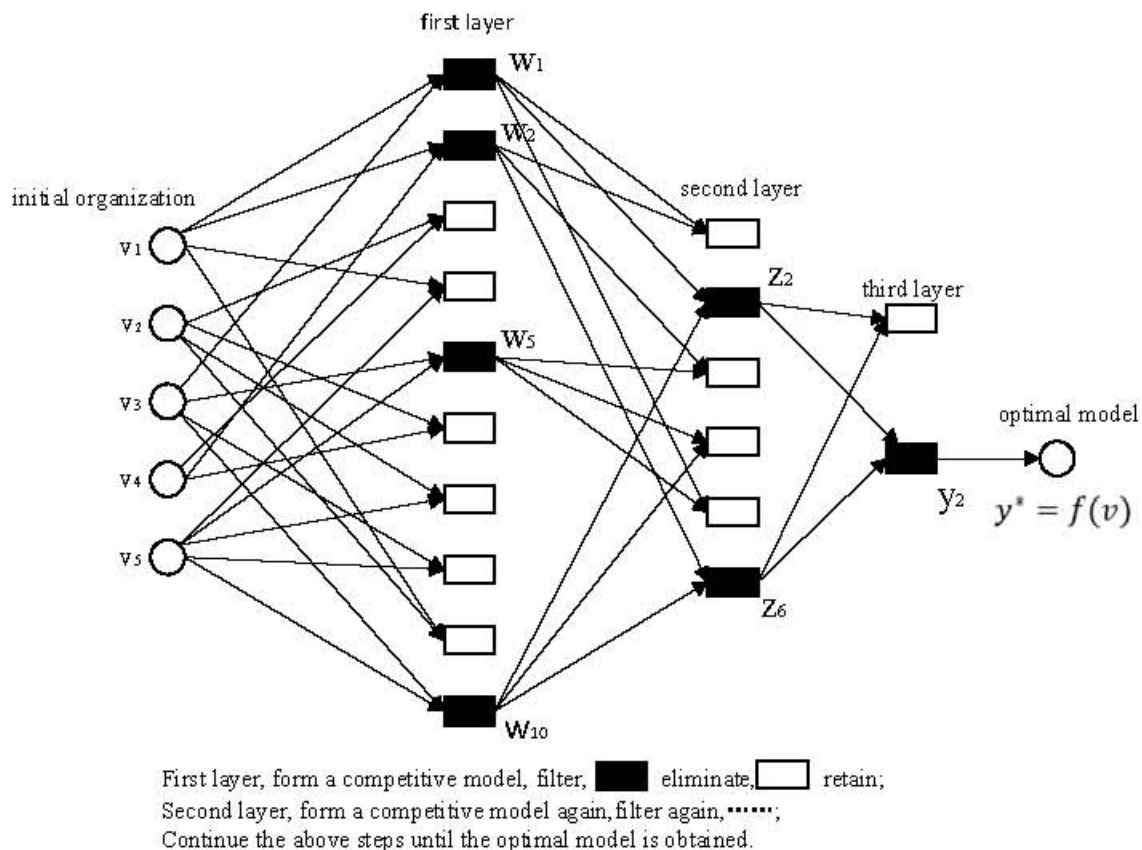 first layer
W1
W2
initial organization
second layer
v1
Z2
third layer
v2
W5
v3
optimal model
v4
y2
y* = f(v)
v5
Z6
W10
First layer, form a competitive model, filter, eliminate, retain;
Second layer, form a competitive model again,filter again,······;
Continue the above steps until the optimal model is obtained.